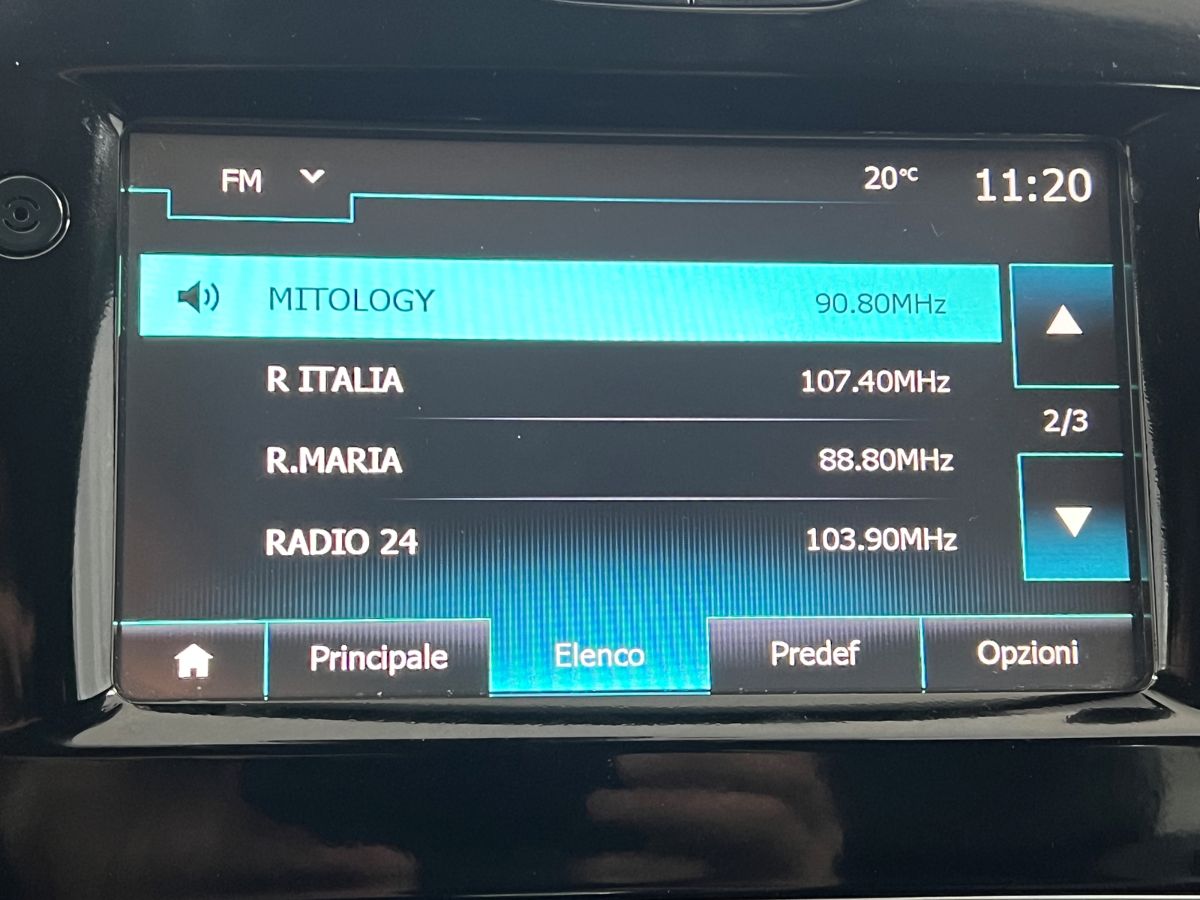 FM 20°C 11:20
MITOLOGY 90.80MHz
R ITALIA 107.40MHz
2/3
R.MARIA 88.80MHz
RADIO 24 103.90MHz
Principale Elenco Predef Opzioni